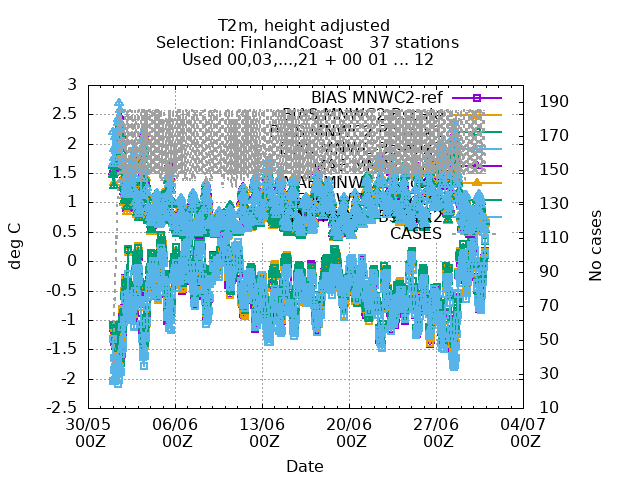 T2m, height adjusted
Selection: FinlandCoast 37 stations
Used 00,03,...,21 + 00 01 ... 12
deg C
3
2.5
2
1.5
1
0.5
0
-0.5
-1
-1.5
-2
-2.5
BIAS MNWC2-ref
CASES
190
170
150
130
110
90
70
50
30
10
No cases
30/05 06/06 13/06 20/06 27/06 04/07
00Z 00Z 00Z 00Z 00Z 00Z
Date